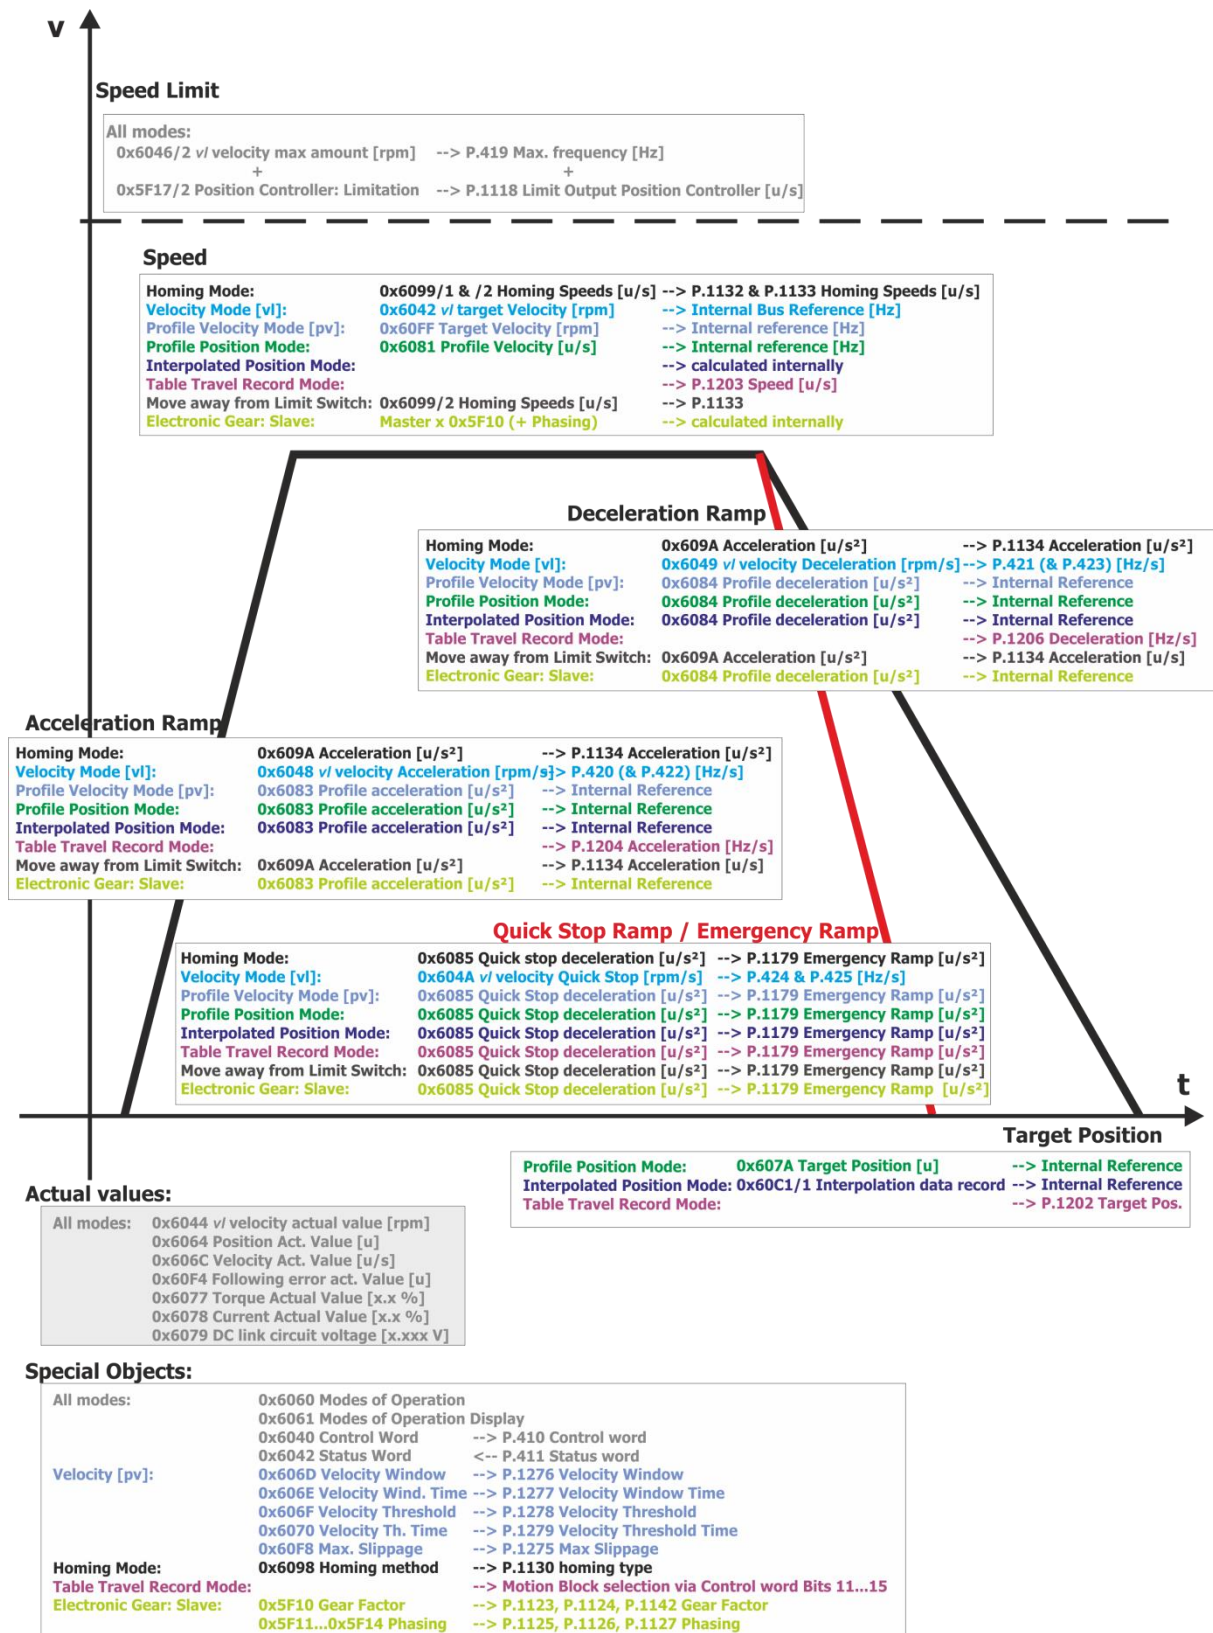 v
Speed Limit
All modes:
0x6046/2 vl velocity max amount [rpm] --> P.419 Max. frequency [Hz]
+ +
0x5F17/2 Position Controller: Limitation --> P.1118 Limit Output Position Controller [u/s]
Speed
Homing Mode: 0x6099/1 & /2 Homing Speeds [u/s] --> P.1132 & P.1133 Homing Speeds [u/s]
Velocity Mode [vl]: 0x6042 vl target Velocity [rpm] --> Internal Bus Reference [Hz]
Profile Velocity Mode [pv]: 0x60FF Target Velocity [rpm] --> Internal reference [Hz]
Profile Position Mode: 0x6081 Profile Velocity [u/s] --> Internal reference [Hz]
Interpolated Position Mode: --> calculated internally
Table Travel Record Mode: --> P.1203 Speed [u/s]
Move away from Limit Switch: 0x6099/2 Homing Speeds [u/s] --> P.1133
Electronic Gear: Slave: Master x 0x5F10 (+ Phasing) --> calculated internally
Deceleration Ramp
Homing Mode: 0x609A Acceleration [u/s²] --> P.1134 Acceleration [u/s²]
Velocity Mode [vl]: 0x6049 vl velocity Deceleration [rpm/s]--> P.421 (& P.423) [Hz/s]
Profile Velocity Mode [pv]: 0x6084 Profile deceleration [u/s²] --> Internal Reference
Profile Position Mode: 0x6084 Profile deceleration [u/s²] --> Internal Reference
Interpolated Position Mode: 0x6084 Profile deceleration [u/s²] --> Internal Reference
Table Travel Record Mode: --> P.1206 Deceleration [Hz/s]
Move away from Limit Switch: 0x609A Acceleration [u/s²] --> P.1134 Acceleration [u/s]
Electronic Gear: Slave: 0x6084 Profile deceleration [u/s²] --> Internal Reference
Acceleration Ramp
Homing Mode: 0x609A Acceleration [u/s²] --> P.1134 Acceleration [u/s²]
Velocity Mode [vl]: 0x6048 vl velocity Acceleration [rpm/s]--> P.420 (& P.422) [Hz/s]
Profile Velocity Mode [pv]: 0x6083 Profile acceleration [u/s²] --> Internal Reference
Profile Position Mode: 0x6083 Profile acceleration [u/s²] --> Internal Reference
Interpolated Position Mode: 0x6083 Profile acceleration [u/s²] --> Internal Reference
Table Travel Record Mode: --> P.1204 Acceleration [Hz/s]
Move away from Limit Switch: 0x609A Acceleration [u/s²] --> P.1134 Acceleration [u/s]
Electronic Gear: Slave: 0x6083 Profile acceleration [u/s²] --> Internal Reference
Quick Stop Ramp / Emergency Ramp
Homing Mode: 0x6085 Quick stop deceleration [u/s²] --> P.1179 Emergency Ramp [u/s²]
Velocity Mode [vl]: 0x604A vl velocity Quick Stop [rpm/s] --> P.424 & P.425 [Hz/s]
Profile Velocity Mode [pv]: 0x6085 Quick Stop deceleration [u/s²] --> P.1179 Emergency Ramp [u/s²]
Profile Position Mode: 0x6085 Quick Stop deceleration [u/s²] --> P.1179 Emergency Ramp [u/s²]
Interpolated Position Mode: 0x6085 Quick Stop deceleration [u/s²] --> P.1179 Emergency Ramp [u/s²]
Table Travel Record Mode: 0x6085 Quick Stop deceleration [u/s²] --> P.1179 Emergency Ramp [u/s²]
Move away from Limit Switch: 0x6085 Quick Stop deceleration [u/s²] --> P.1179 Emergency Ramp [u/s²]
Electronic Gear: Slave: 0x6085 Quick Stop deceleration [u/s²] --> P.1179 Emergency Ramp [u/s²]
t
Target Position
Profile Position Mode: 0x607A Target Position [u] --> Internal Reference
Interpolated Position Mode: 0x60C1/1 Interpolation data record --> Internal Reference
Table Travel Record Mode: --> P.1202 Target Pos.
Actual values:
All modes: 0x6044 vl velocity actual value [rpm]
0x6064 Position Act. Value [u]
0x606C Velocity Act. Value [u/s]
0x60F4 Following error act. Value [u]
0x6077 Torque Actual Value [x.x %]
0x6078 Current Actual Value [x.x %]
0x6079 DC link circuit voltage [x.xxx V]
Special Objects:
All modes: 0x6060 Modes of Operation
0x6061 Modes of Operation Display
0x6040 Control Word --> P.410 Control word
0x6042 Status Word <-- P.411 Status word
Velocity [pv]: 0x606D Velocity Window --> P.1276 Velocity Window
0x606E Velocity Wind. Time --> P.1277 Velocity Window Time
0x606F Velocity Threshold --> P.1278 Velocity Threshold
0x6070 Velocity Th. Time --> P.1279 Velocity Threshold Time
0x60F8 Max. Slippage --> P.1275 Max Slippage
Homing Mode: 0x6098 Homing method --> P.1130 homing type
Table Travel Record Mode: --> Motion Block selection via Control word Bits 11...15
Electronic Gear: Slave: 0x5F10 Gear Factor --> P.1123, P.1124, P.1142 Gear Factor
0x5F11...0x5F14 Phasing --> P.1125, P.1126, P.1127 Phasing